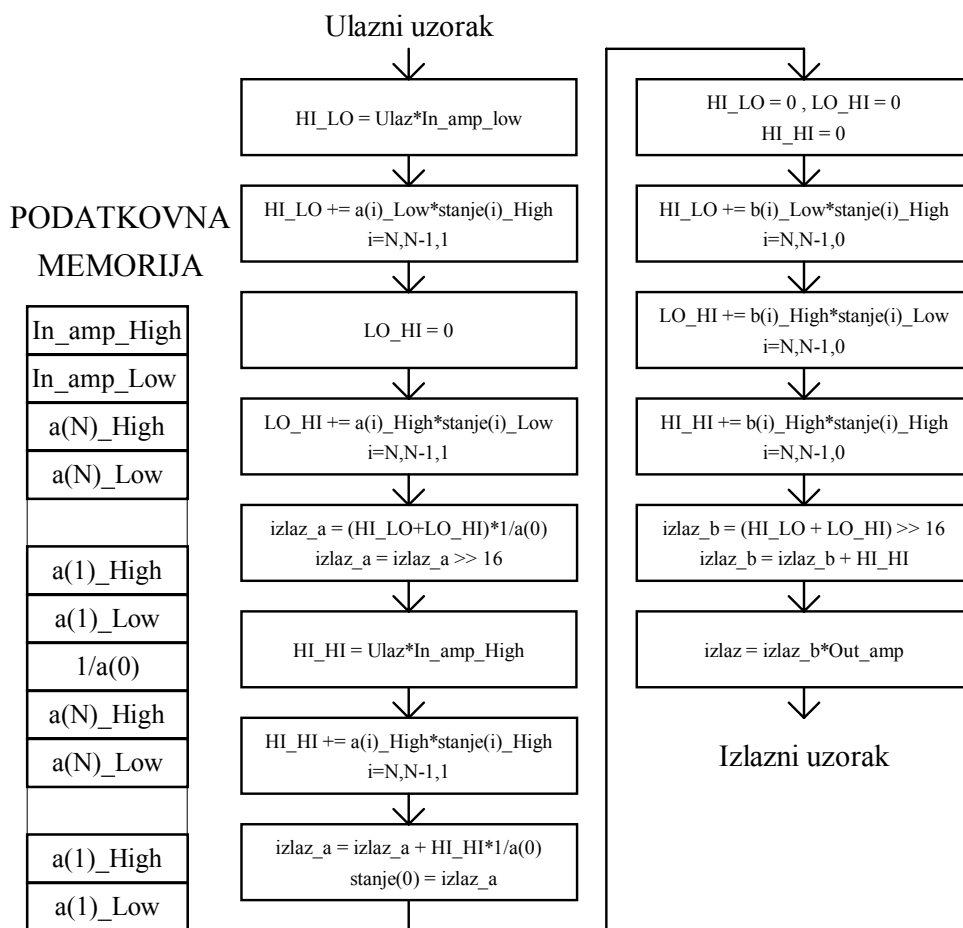 Ulazni uzorak
HI_LO = Ulaz*In_amp_low
HI_LO += a(i)_Low*stanje(i)_High
i=N,N-1,1
LO_HI = 0
LO_HI += a(i)_High*stanje(i)_Low
i=N,N-1,1
izlaz_a = (HI_LO+LO_HI)*1/a(0)
izlaz_a = izlaz_a >> 16
HI_HI = Ulaz*In_amp_High
HI_HI += a(i)_High*stanje(i)_High
i=N,N-1,1
izlaz_a = izlaz_a + HI_HI*1/a(0)
stanje(0) = izlaz_a
HI_LO = 0 , LO_HI = 0
HI_HI = 0
HI_LO += b(i)_Low*stanje(i)_High
i=N,N-1,0
LO_HI += b(i)_High*stanje(i)_Low
i=N,N-1,0
HI_HI += b(i)_High*stanje(i)_High
i=N,N-1,0
izlaz_b = (HI_LO + LO_HI) >> 16
izlaz_b = izlaz_b + HI_HI
izlaz = izlaz_b*Out_amp
Izlazni uzorak
PODATKOVNA
MEMORIJA
In_amp_High
In_amp_Low
a(N)_High
a(N)_Low
a(1)_High
a(1)_Low
1/a(0)
a(N)_High
a(N)_Low
a(1)_High
a(1)_Low